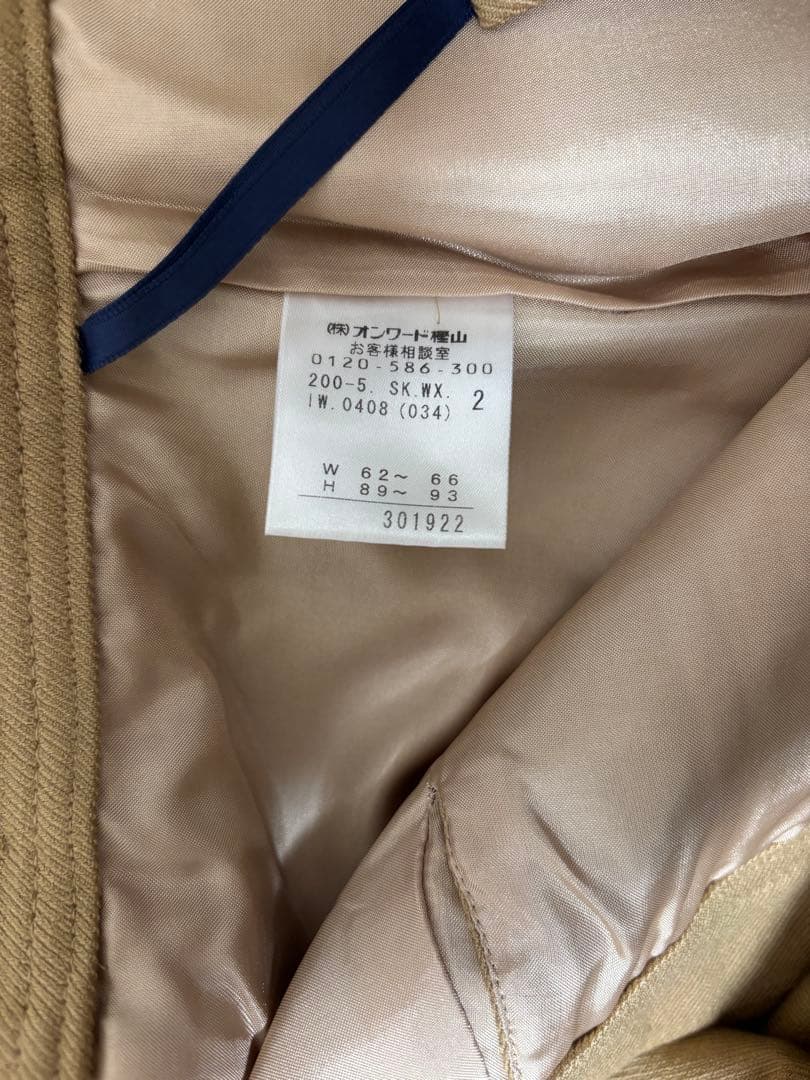 (株)オンワード樫山
お客様相談室
0120-586-300
200-5. SK.WX. 2
IW.0408 (034)
W 62〜 66
H 89〜 93
301922